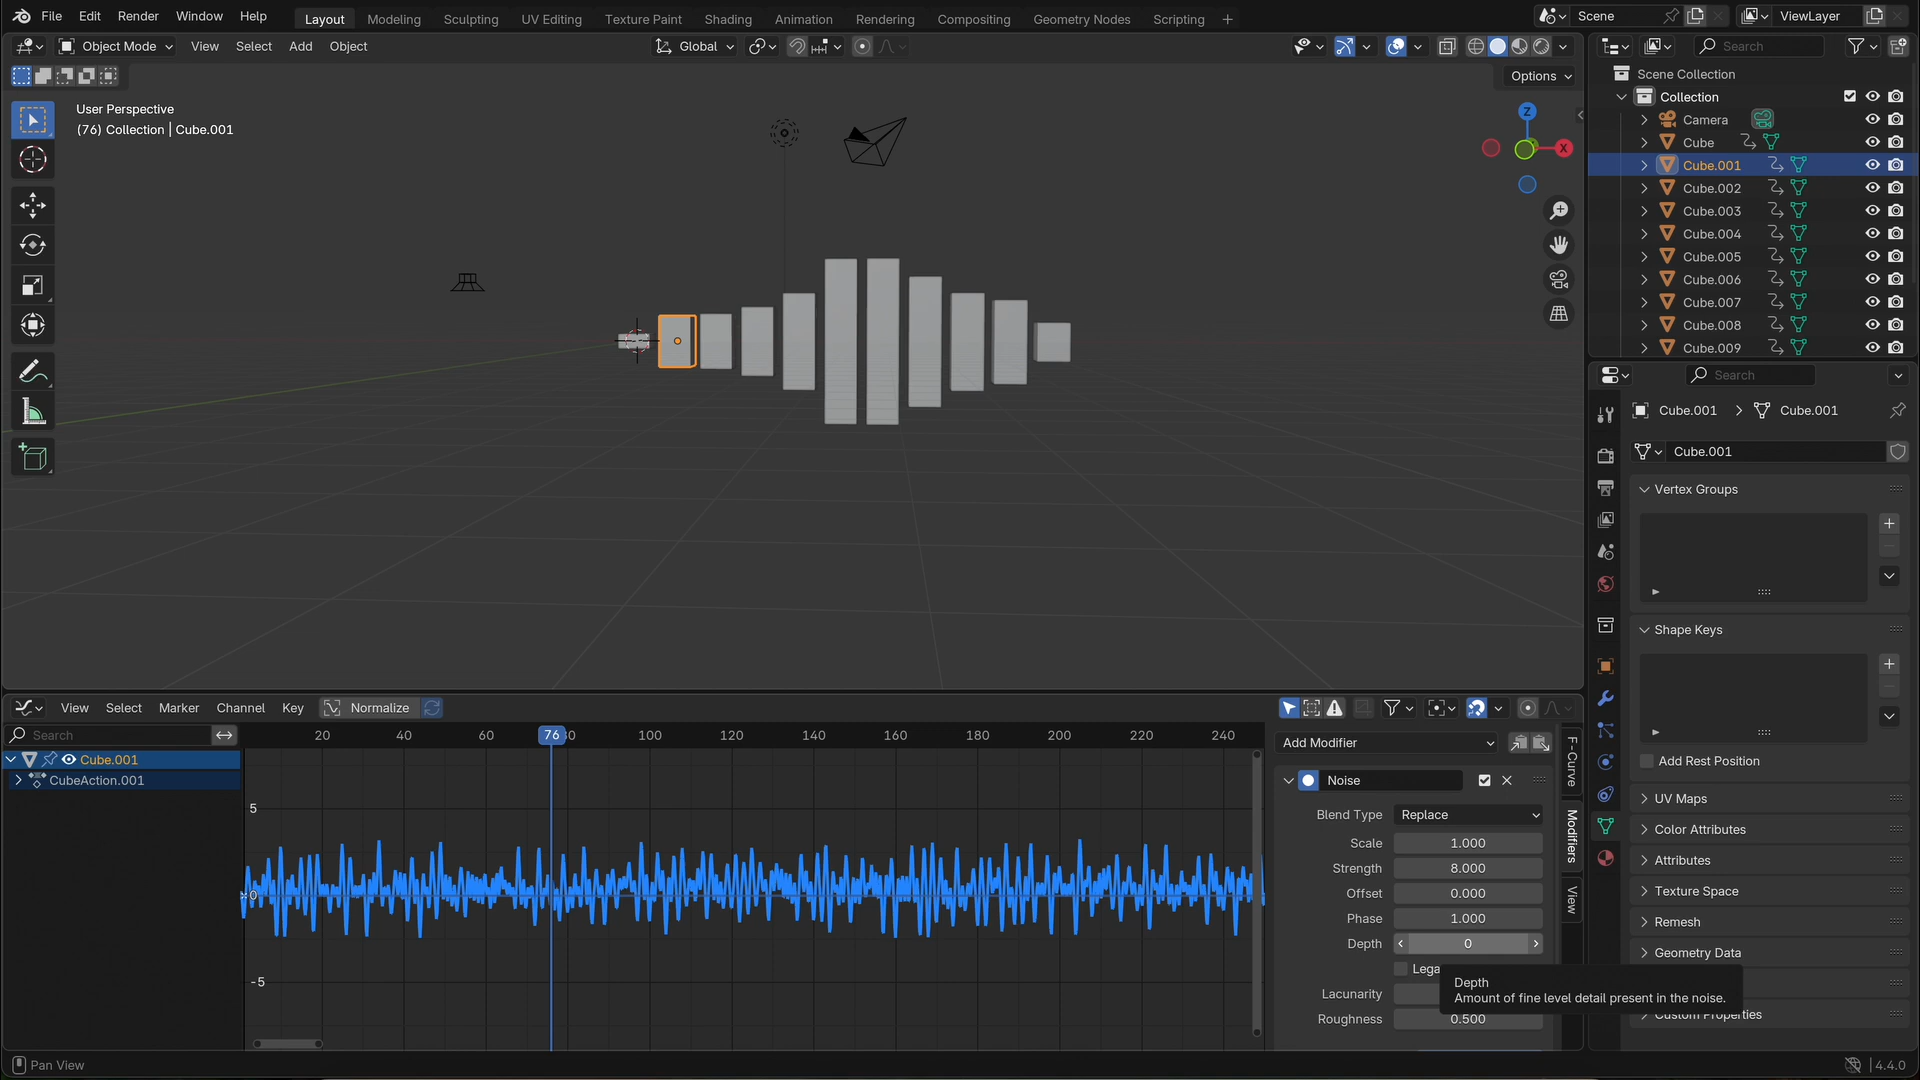 File Edit Render Window Help Layout Modeling Sculpting UV Editing Texture Paint Shading Animation Rendering Compositing Geometry Nodes Scripting + Scene ViewLayer
Object Mode View Select Add Object Global Search
Options
Scene Collection
Collection
User Perspective
(76) Collection | Cube.001
Z
X
Camera
Cube
Cube.001
Cube.002
Cube.003
Cube.004
Cube.005
Cube.006
Cube.007
Cube.008
Cube.009
Search
Cube.001 > Cube.001
Cube.001
Vertex Groups
Shape Keys
Add Rest Position
UV Maps
Color Attributes
Attributes
Texture Space
Remesh
Geometry Data
Custom Properties
View Select Marker Channel Key Normalize
Search
20 40 60 76 80 100 120 140 160 180 200 220 240
Cube.001
CubeAction.001
5
0
-5
Add Modifier
Noise
Blend Type Replace
Scale 1.000
Strength 8.000
Offset 0.000
Phase 1.000
Depth 0
Lega
Lacunarity
Roughness 0.500
F-Curve
Modifiers
View
Depth
Amount of fine level detail present in the noise.
Pan View
4.4.0